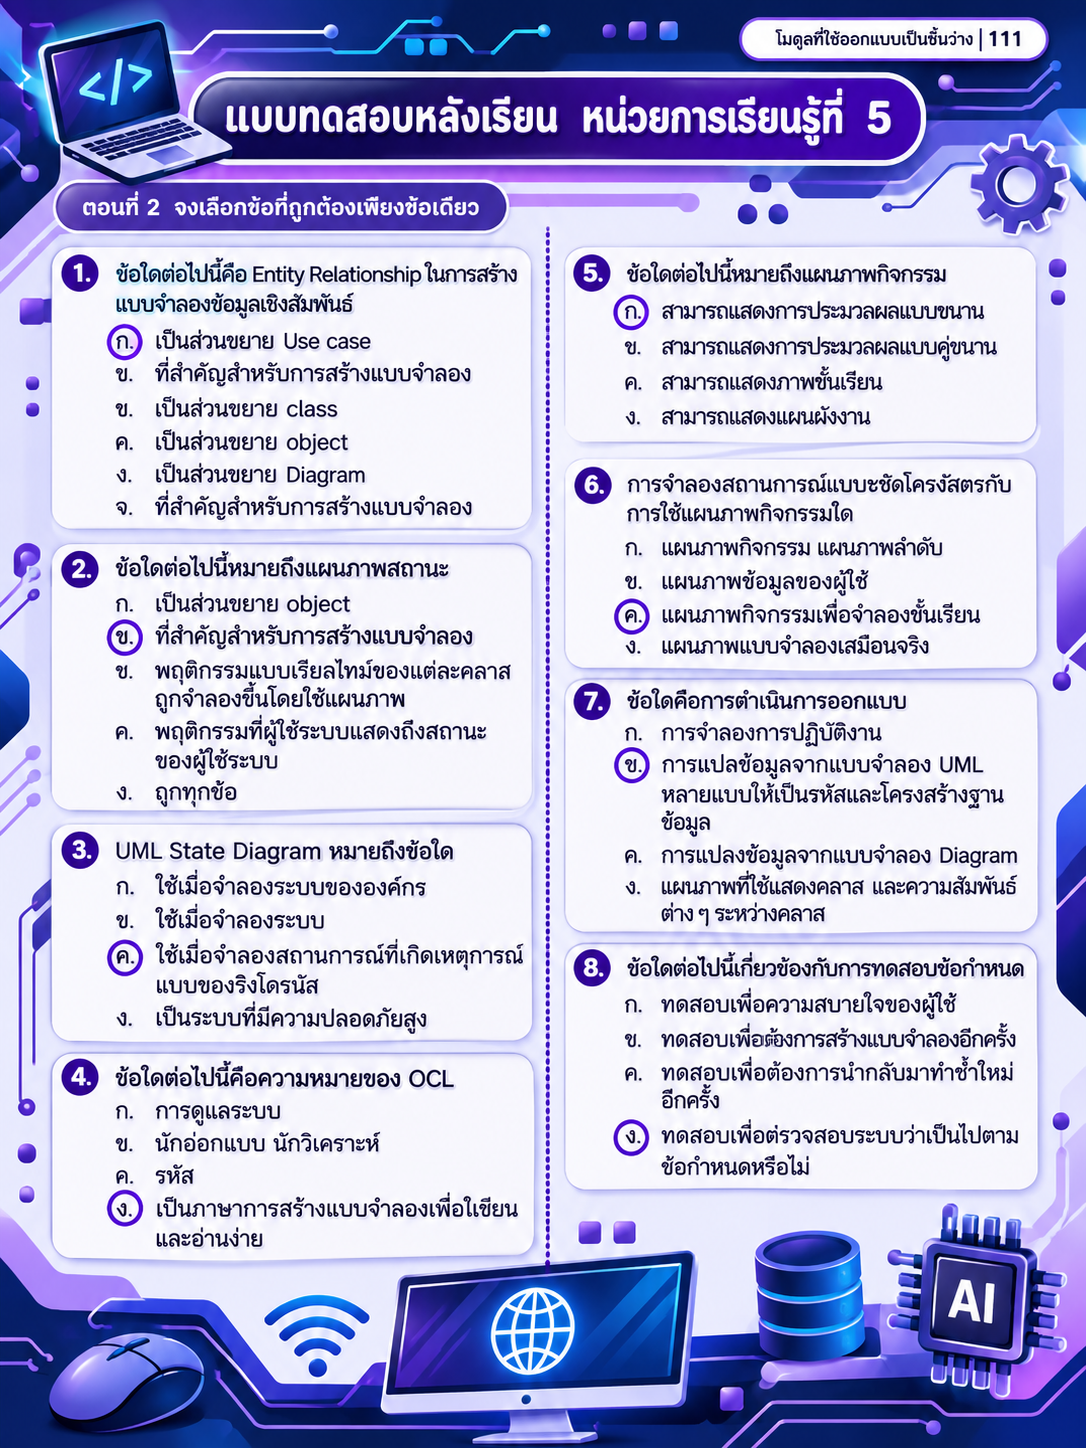 </>
โมดูลที่ใช้ออกแบบเป็นชิ้นว่าง | 111
แบบทดสอบหลังเรียน หน่วยการเรียนรู้ที่ 5
ตอนที่ 2 จงเลือกข้อที่ถูกต้องเพียงข้อเดียว
1. ข้อใดต่อไปนี้คือ Entity Relationship ในการสร้าง
แบบจำลองข้อมูลเชิงสัมพันธ์
ก. เป็นส่วนขยาย Use case
ข. ที่สำคัญสำหรับการสร้างแบบจำลอง
ข. เป็นส่วนขยาย class
ค. เป็นส่วนขยาย object
ง. เป็นส่วนขยาย Diagram
จ. ที่สำคัญสำหรับการสร้างแบบจำลอง
2. ข้อใดต่อไปนี้หมายถึงแผนภาพสถานะ
ก. เป็นส่วนขยาย object
ข. ที่สำคัญสำหรับการสร้างแบบจำลอง
ข. พฤติกรรมแบบเรียลไทม์ของแต่ละคลาส
ถูกจำลองขึ้นโดยใช้แผนภาพ
ค. พฤติกรรมที่ผู้ใช้ระบบแสดงถึงสถานะ
ของผู้ใช้ระบบ
ง. ถูกทุกข้อ
3. UML State Diagram หมายถึงข้อใด
ก. ใช้เมื่อจำลองระบบขององค์กร
ข. ใช้เมื่อจำลองระบบ
ค. ใช้เมื่อจำลองสถานการณ์ที่เกิดเหตุการณ์
แบบของริงโดรนัส
ง. เป็นระบบที่มีความปลอดภัยสูง
4. ข้อใดต่อไปนี้คือความหมายของ OCL
ก. การดูแลระบบ
ข. นักอ่อกแบบ นักวิเคราะห์
ค. รหัส
ง. เป็นภาษาการสร้างแบบจำลองเพื่อใเขียน
และอ่านง่าย
5. ข้อใดต่อไปนี้หมายถึงแผนภาพกิจกรรม
ก. สามารถแสดงการประมวลผลแบบขนาน
ข. สามารถแสดงการประมวลผลแบบคู่ขนาน
ค. สามารถแสดงภาพชั้นเรียน
ง. สามารถแสดงแผนผังงาน
6. การจำลองสถานการณ์แบบะชัดโครงัสตรกับ
การใช้แผนภาพกิจกรรมใด
ก. แผนภาพกิจกรรม แผนภาพลำดับ
ข. แผนภาพข้อมูลของผู้ใช้
ค. แผนภาพกิจกรรมเพื่อจำลองชั้นเรียน
ง. แผนภาพแบบจำลองเสมือนจริง
7. ข้อใดคือการดำเนินการออกแบบ
ก. การจำลองการปฏิบัติงาน
ข. การแปลข้อมูลจากแบบจำลอง UML
หลายแบบให้เป็นรหัสและโครงสร้างฐาน
ข้อมูล
ค. การแปลงข้อมูลจากแบบจำลอง Diagram
ง. แผนภาพที่ใช้แสดงคลาส และความสัมพันธ์
ต่าง ๆ ระหว่างคลาส
8. ข้อใดต่อไปนี้เกี่ยวข้องกับการทดสอบข้อกำหนด
ก. ทดสอบเพื่อความสบายใจของผู้ใช้
ข. ทดสอบเพื่อต้องการสร้างแบบจำลองอีกครั้ง
ค. ทดสอบเพื่อต้องการนำกลับมาทำซ้ำใหม่
อีกครั้ง
ง. ทดสอบเพื่อตรวจสอบระบบว่าเป็นไปตาม
ข้อกำหนดหรือไม่
AI